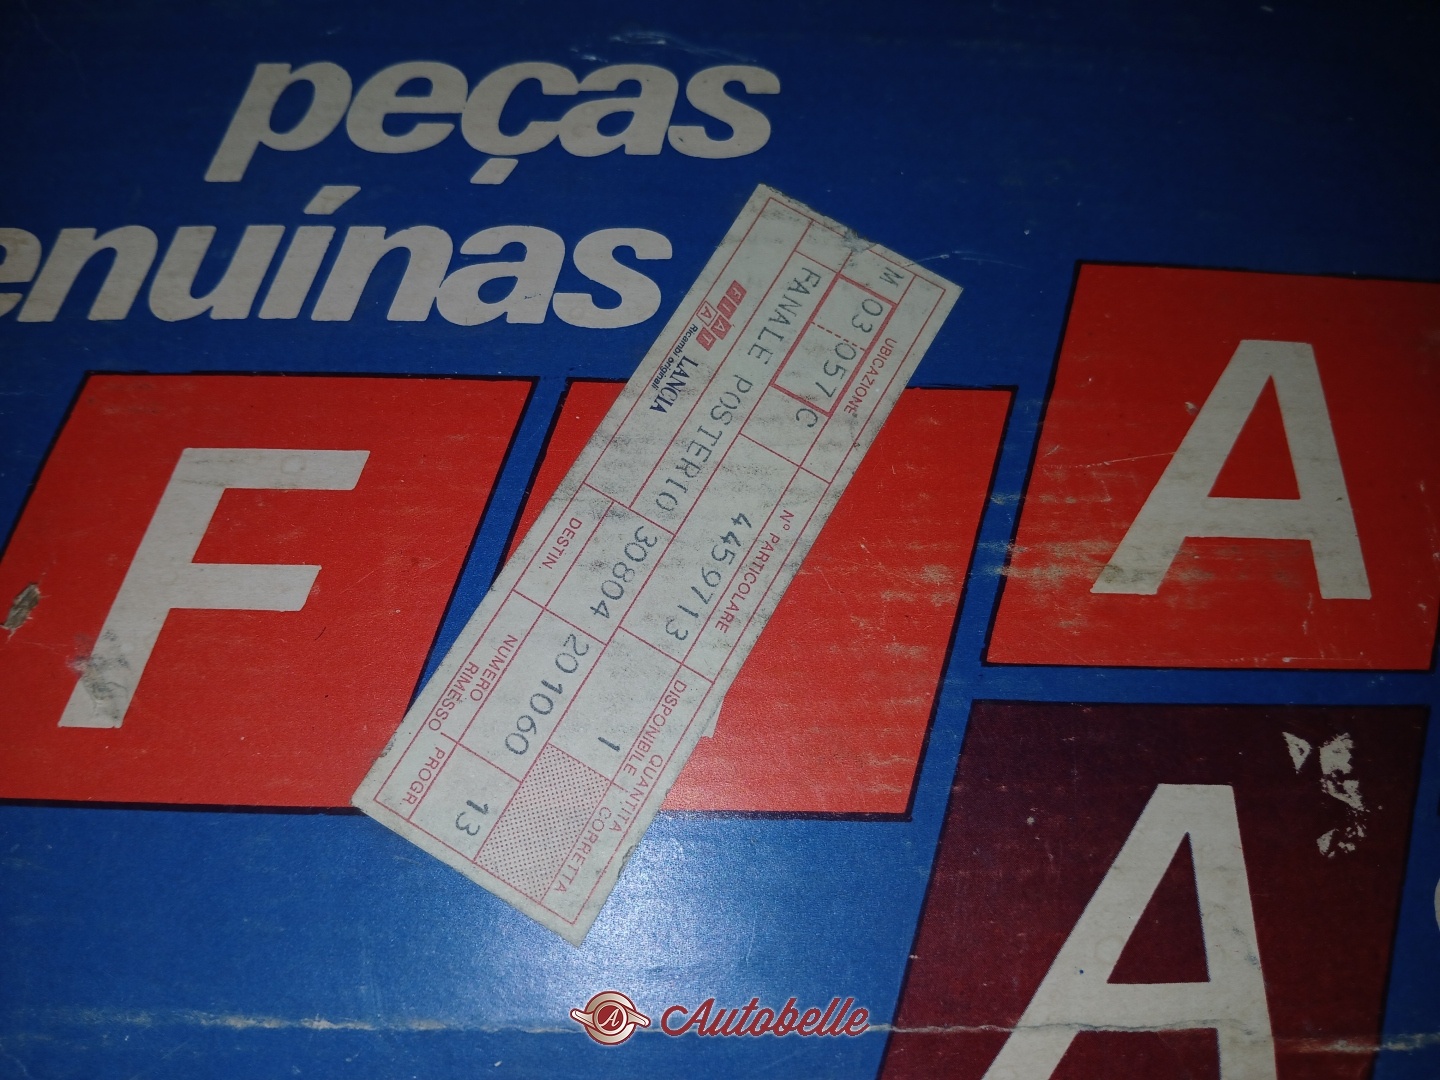 peças
enuínas
F
A
A
UBICAZIONE
M 03 057 C
FANALE POSTERIO
FIAT
LANCIA
Ricambi originali
N° PARTICOLARE
4459713
30804
DESTIN.
QUANTITA
DISPONIBILE
CORRETTA
1
201060
NUMERO
RIMESSO
PROGR.
13
A Autobelle